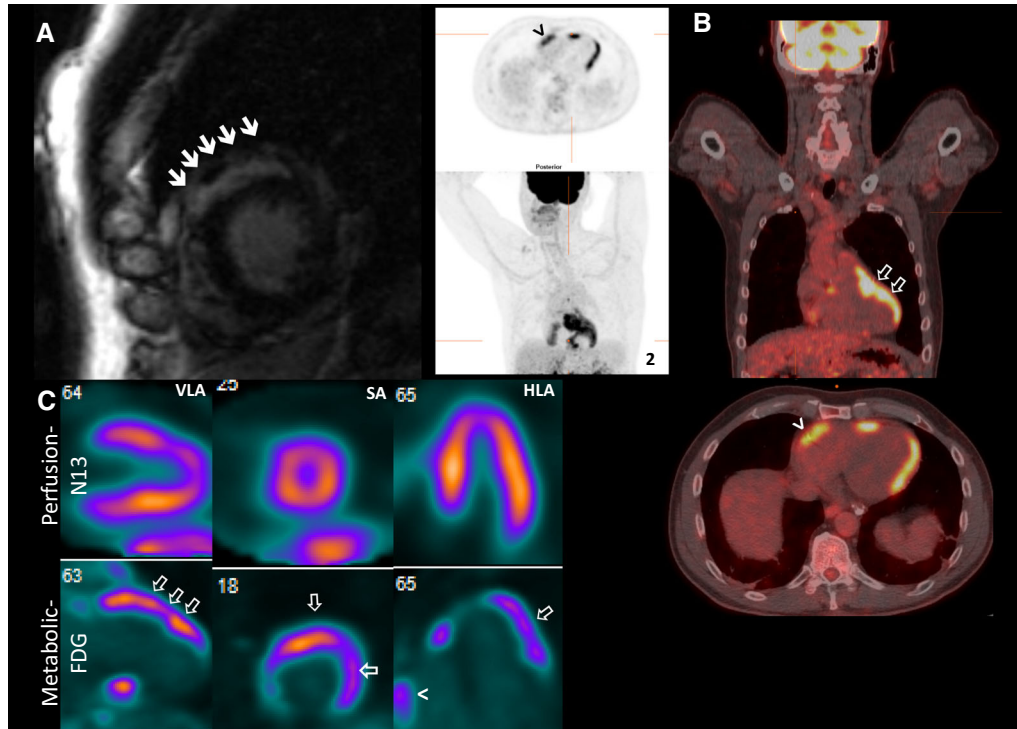 A
Posterior
2
B
C
64
VLA
25
SA
65
HLA
Perfusion-
N13
63
18
65
Metabolic-
FDG